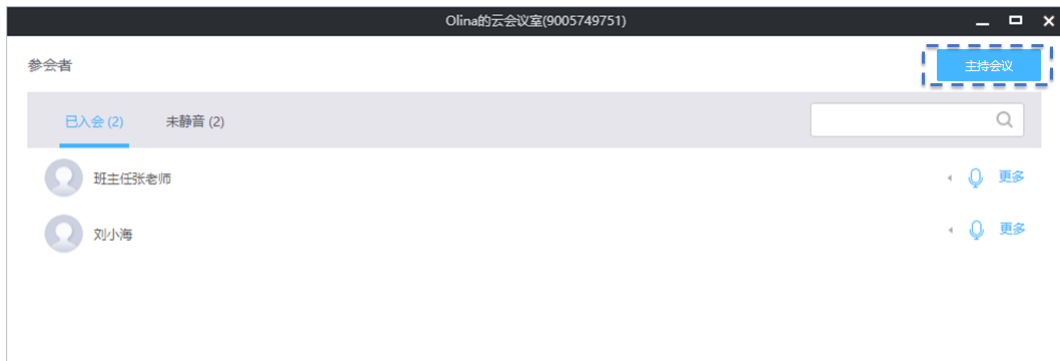 Olina的云会议室(9005749751)
参会者
主持会议
已入会 (2) 未静音 (2)
班主任张老师 更多
刘小海 更多